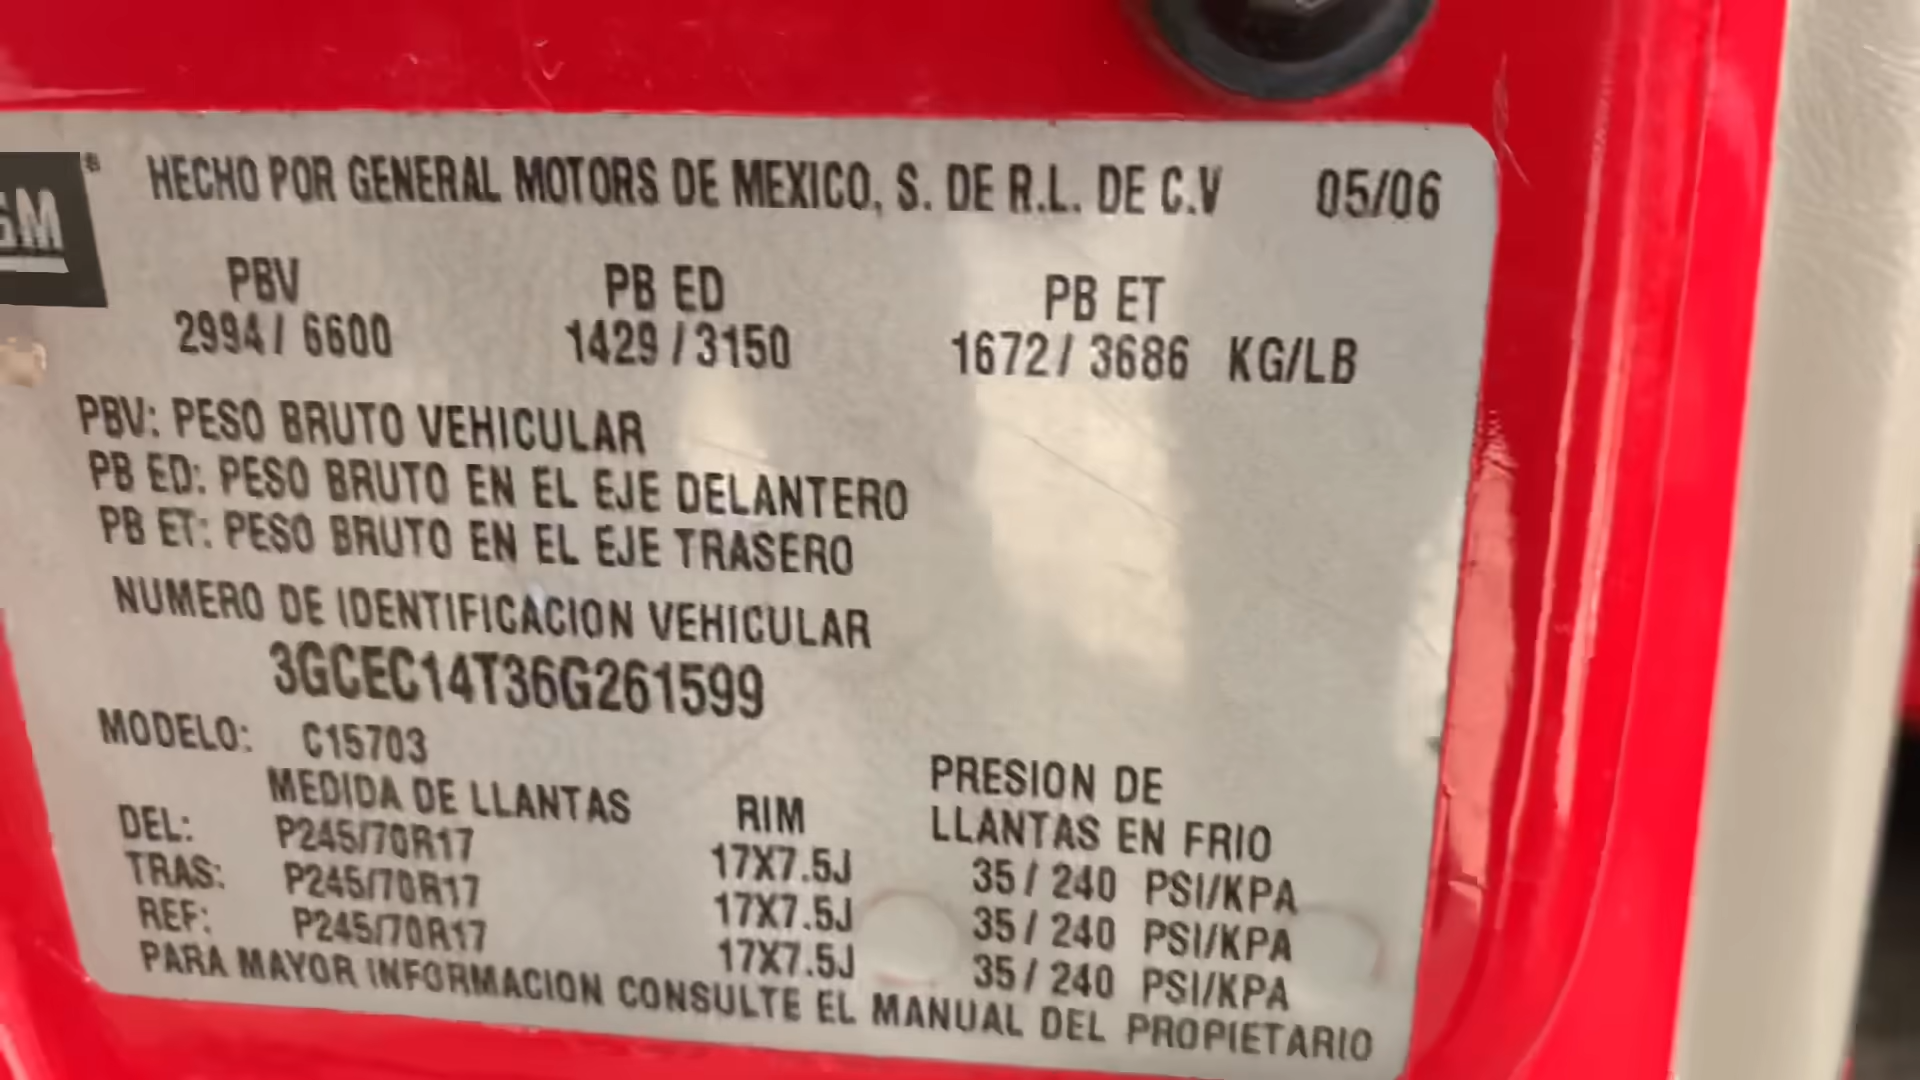 GM® HECHO POR GENERAL MOTORS DE MEXICO, S. DE R.L. DE C.V 05/06
PBV PB ED PB ET
2994 / 6600 1429 / 3150 1672 / 3686 KG/LB
PBV: PESO BRUTO VEHICULAR
PB ED: PESO BRUTO EN EL EJE DELANTERO
PB ET: PESO BRUTO EN EL EJE TRASERO
NUMERO DE IDENTIFICACION VEHICULAR
3GCEC14T36G261599
MODELO: C15703
MEDIDA DE LLANTAS RIM PRESION DE LLANTAS EN FRIO
DEL: P245/70R17 17X7.5J 35 / 240 PSI/KPA
TRAS: P245/70R17 17X7.5J 35 / 240 PSI/KPA
REF: P245/70R17 17X7.5J 35 / 240 PSI/KPA
PARA MAYOR INFORMACION CONSULTE EL MANUAL DEL PROPIETARIO